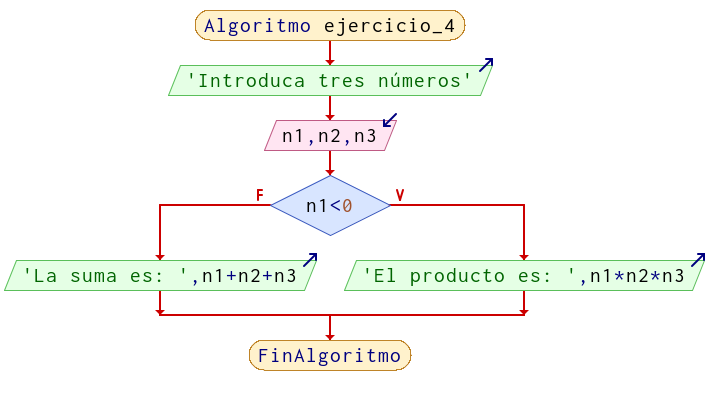 Algoritmo ejercicio_4
'Introduca tres números'
n1,n2,n3
F
V
n1<0
'La suma es: ',n1+n2+n3
'El producto es: ',n1*n2*n3
FinAlgoritmo